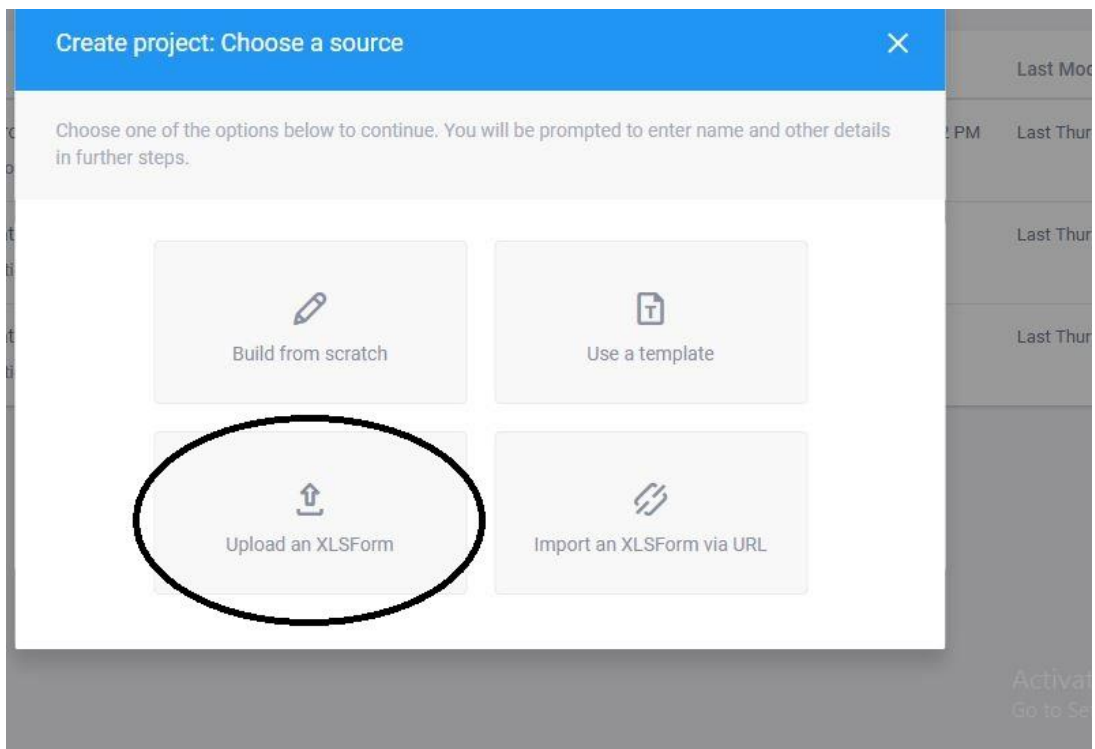 Create project: Choose a source
Last Moc
Choose one of the options below to continue. You will be prompted to enter name and other details
in further steps.
PM
Last Thur
Last Thur
Build from scratch
Use a template
Last Thur
Upload an XLSForm
Import an XLSForm via URL
Activat
Go to Se